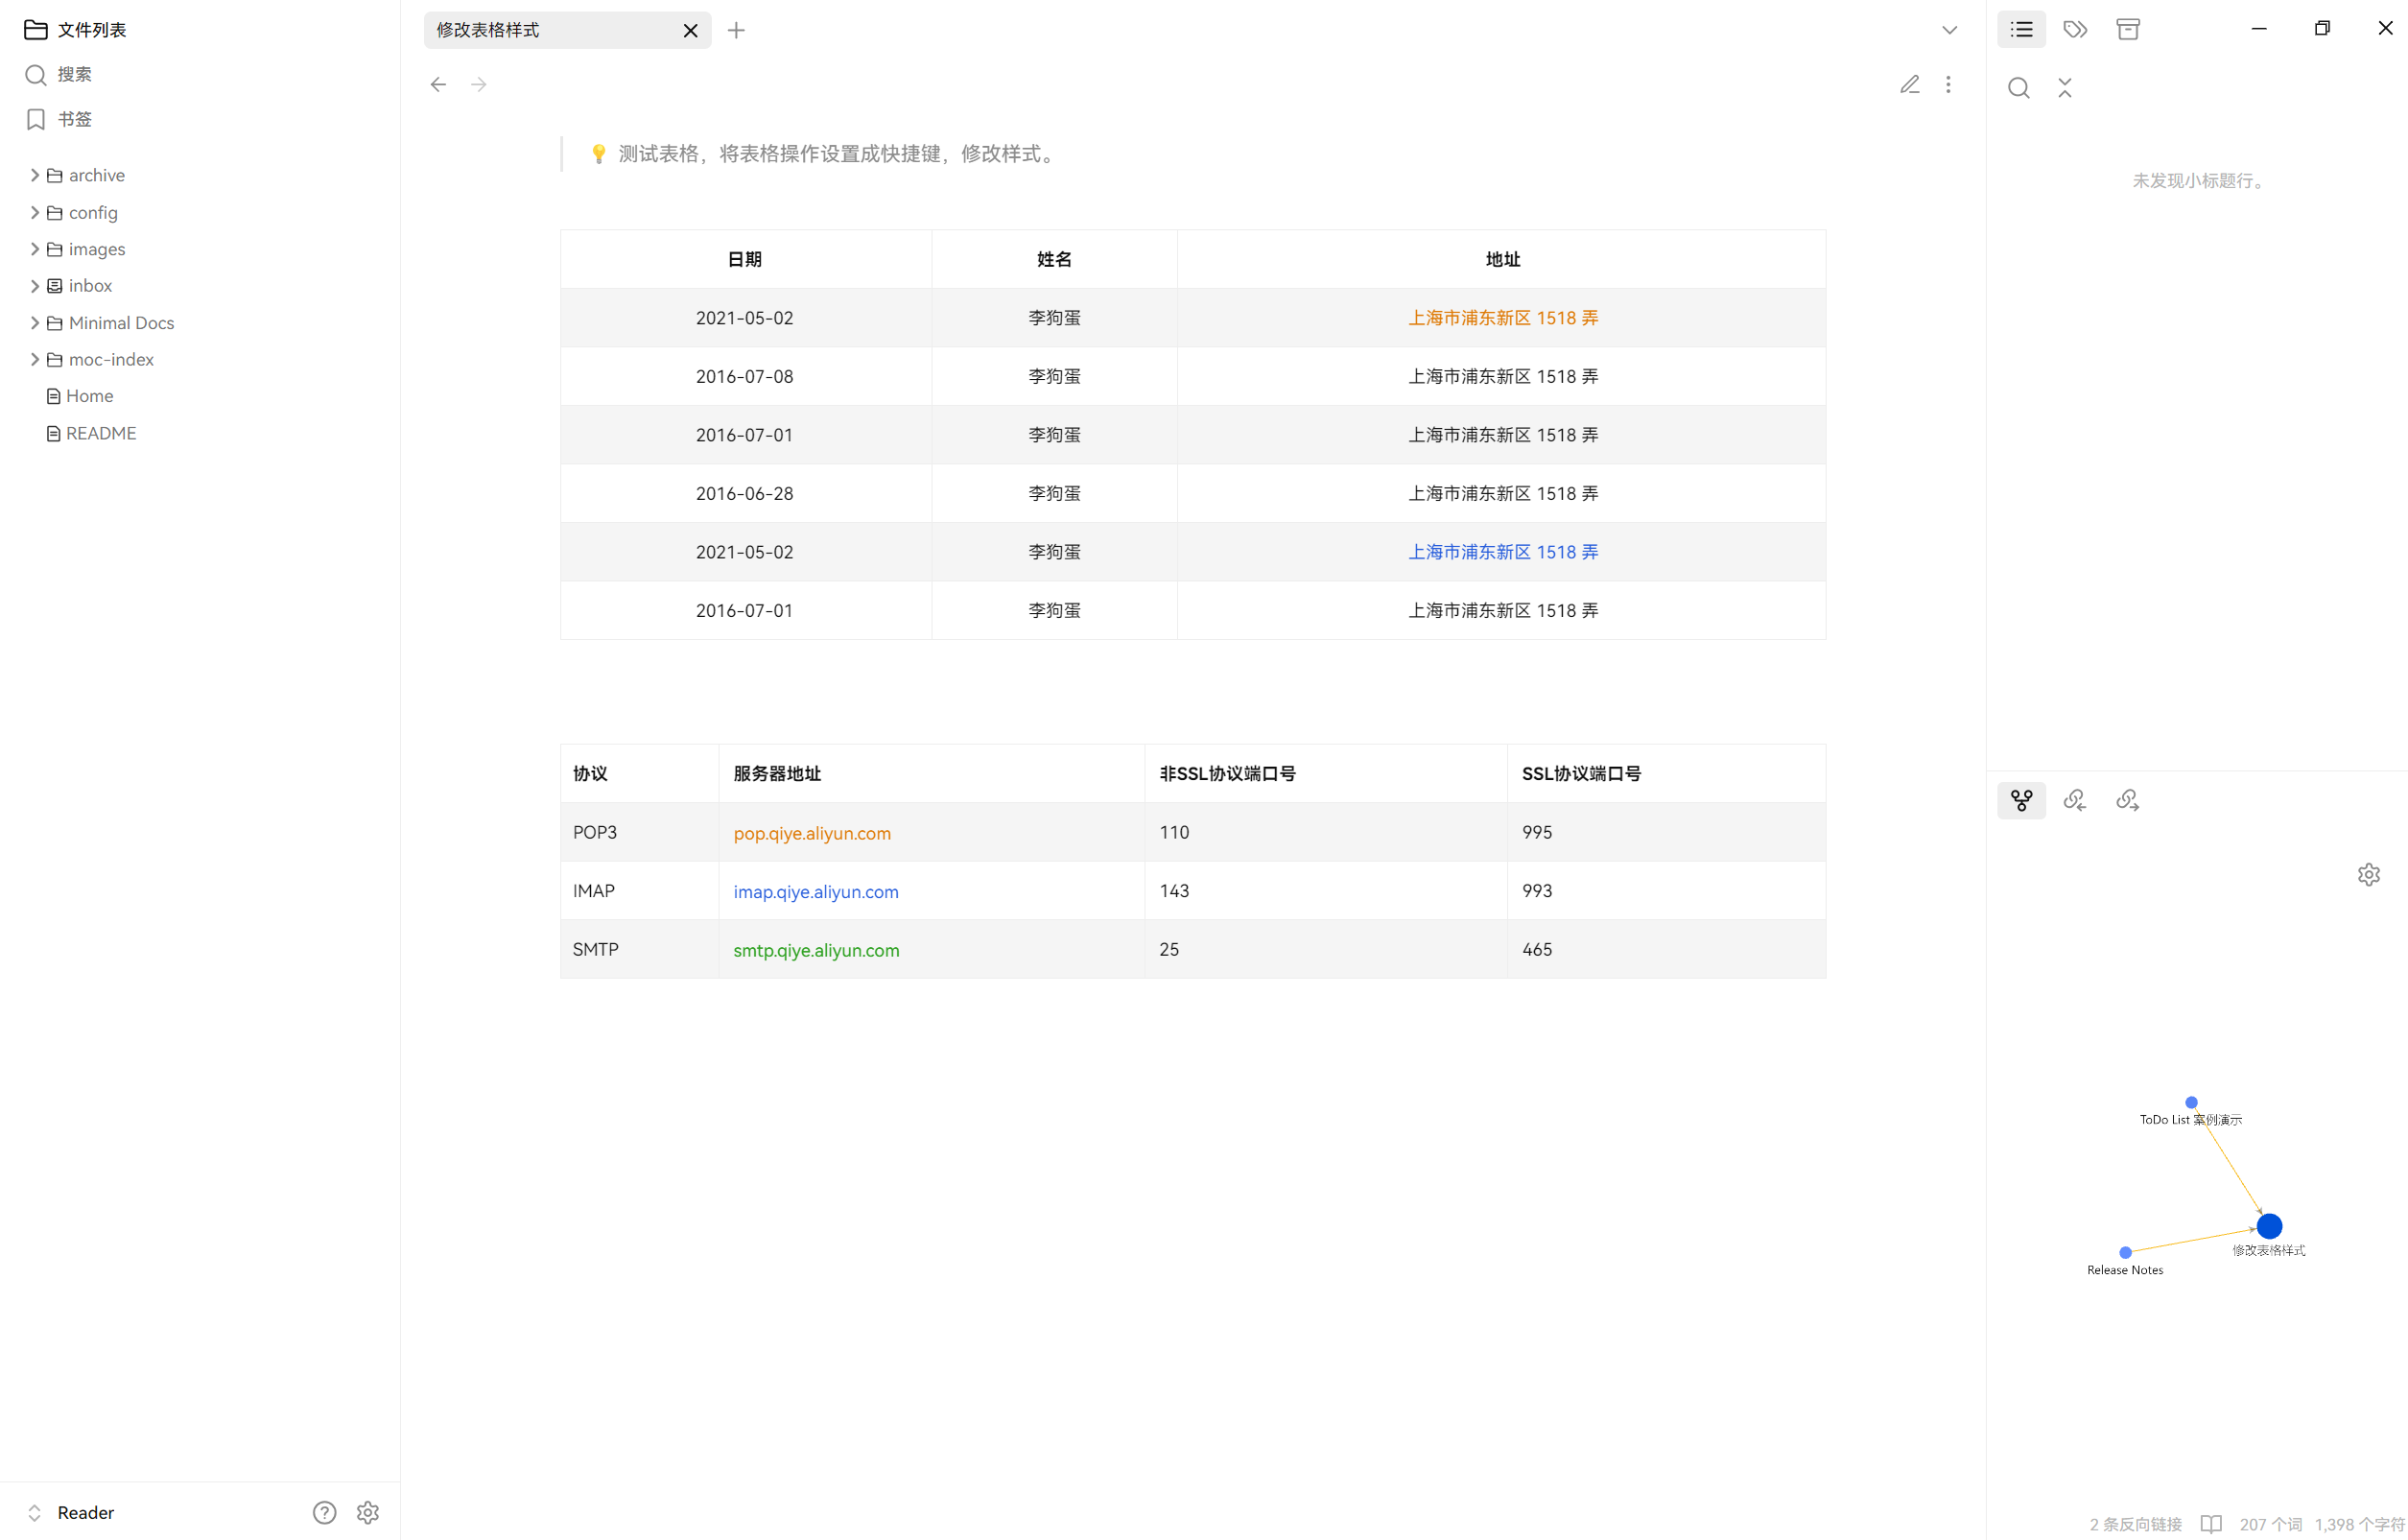 文件列表
搜索
书签
archive
config
images
inbox
Minimal Docs
moc-index
Home
README
Reader
修改表格样式
💡 测试表格，将表格操作设置成快捷键，修改样式。
日期 姓名 地址
2021-05-02 李狗蛋 上海市浦东新区 1518 弄
2016-07-08 李狗蛋 上海市浦东新区 1518 弄
2016-07-01 李狗蛋 上海市浦东新区 1518 弄
2016-06-28 李狗蛋 上海市浦东新区 1518 弄
2021-05-02 李狗蛋 上海市浦东新区 1518 弄
2016-07-01 李狗蛋 上海市浦东新区 1518 弄
协议 服务器地址 非SSL协议端口号 SSL协议端口号
POP3 pop.qiye.aliyun.com 110 995
IMAP imap.qiye.aliyun.com 143 993
SMTP smtp.qiye.aliyun.com 25 465
未发现小标题行。
ToDo List 案例演示
修改表格样式
Release Notes
2 条反向链接 207 个词 1,398 个字符